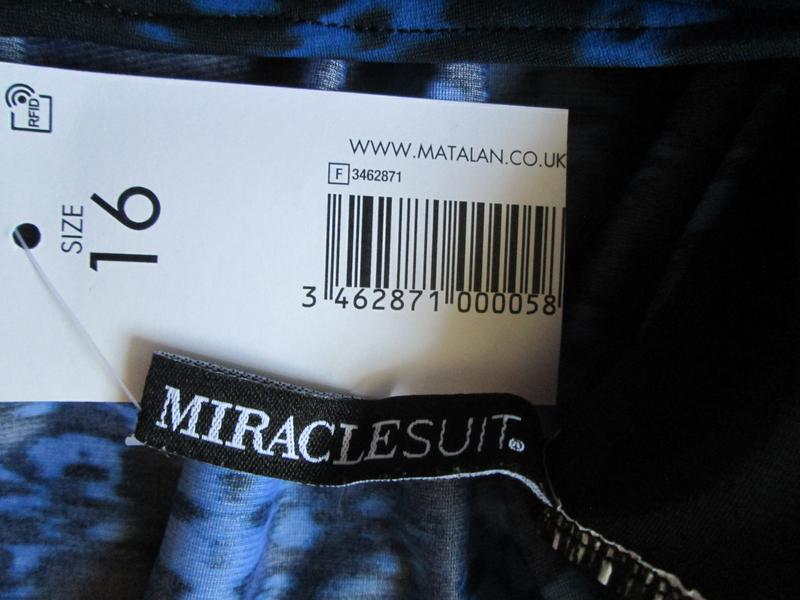 RFID
SIZE
16
WWW.MATALAN.CO.UK
F 3462871
3 462871 000058
MIRACLESUIT®